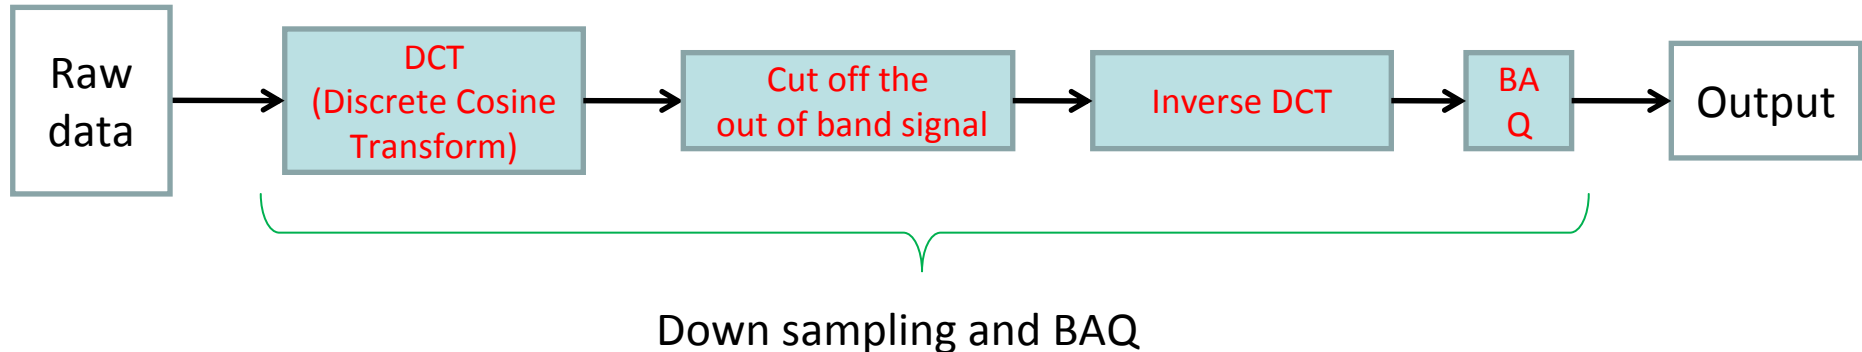 Raw
data
DCT
(Discrete Cosine
Transform)
Cut off the
out of band signal
Inverse DCT
BA
Q
Output
Down sampling and BAQ